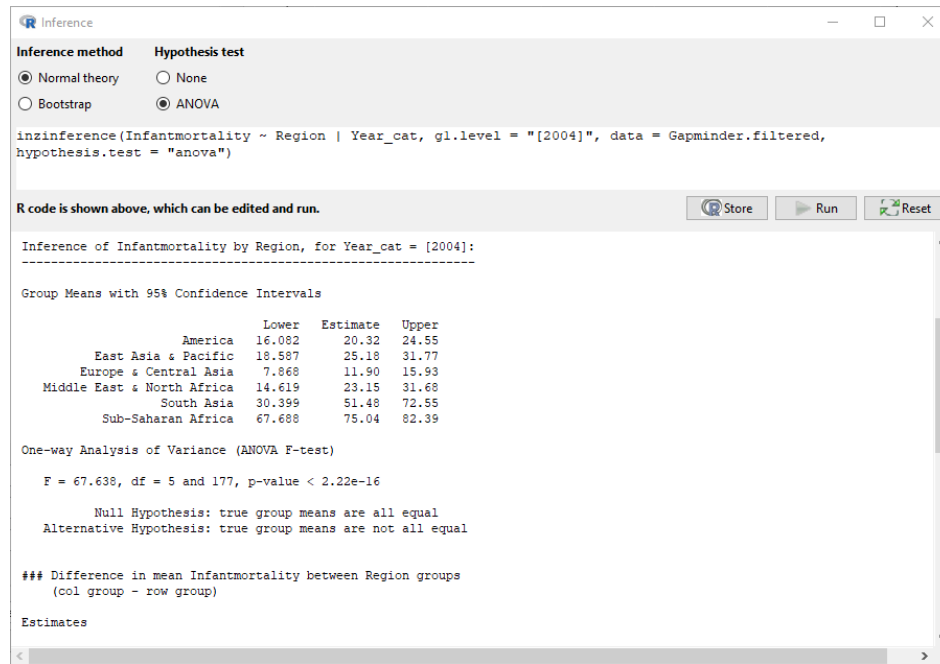 Inference
Inference method Hypothesis test
Normal theory None
Bootstrap ANOVA
inzinference(Infantmortality ~ Region | Year_cat, g1.level = "[2004]", data = Gapminder.filtered,
hypothesis.test = "anova")
R code is shown above, which can be edited and run.
Store Run Reset
Inference of Infantmortality by Region, for Year_cat = [2004]:
--------------------------------------------------------------
Group Means with 95% Confidence Intervals
Lower Estimate Upper
America 16.082 20.32 24.55
East Asia & Pacific 18.587 25.18 31.77
Europe & Central Asia 7.868 11.90 15.93
Middle East & North Africa 14.619 23.15 31.68
South Asia 30.399 51.48 72.55
Sub-Saharan Africa 67.688 75.04 82.39
One-way Analysis of Variance (ANOVA F-test)
F = 67.638, df = 5 and 177, p-value < 2.22e-16
Null Hypothesis: true group means are all equal
Alternative Hypothesis: true group means are not all equal
### Difference in mean Infantmortality between Region groups
(col group - row group)
Estimates